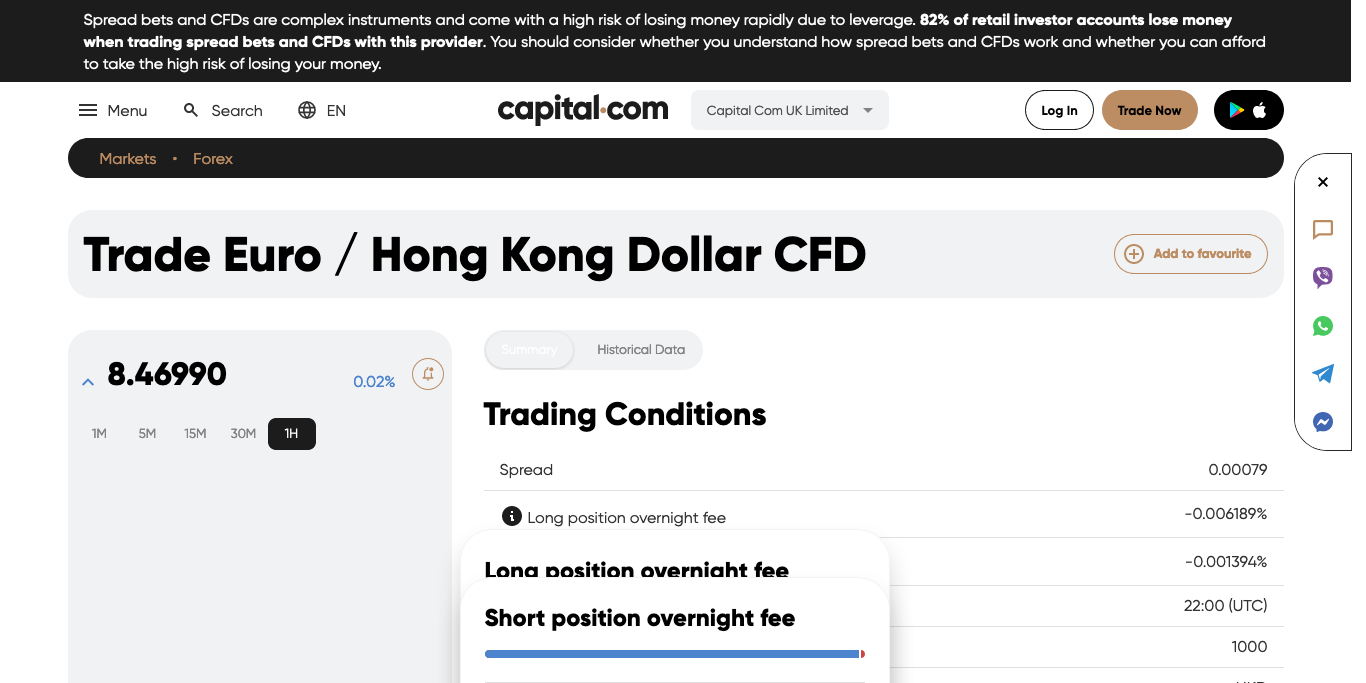 Spread bets and CFDs are complex instruments and come with a high risk of losing money rapidly due to leverage. 82% of retail investor accounts lose money
when trading spread bets and CFDs with this provider. You should consider whether you understand how spread bets and CFDs work and whether you can afford
to take the high risk of losing your money.
Menu Search EN capital.com Capital Com UK Limited Log In Trade Now
Markets • Forex
Trade Euro / Hong Kong Dollar CFD Add to favourite
8.46990 0.02%
1M 5M 15M 30M 1H
Summary Historical Data
Trading Conditions
Spread 0.00079
Long position overnight fee -0.006189%
Long position overnight fee -0.001394%
Short position overnight fee 22:00 (UTC)
1000